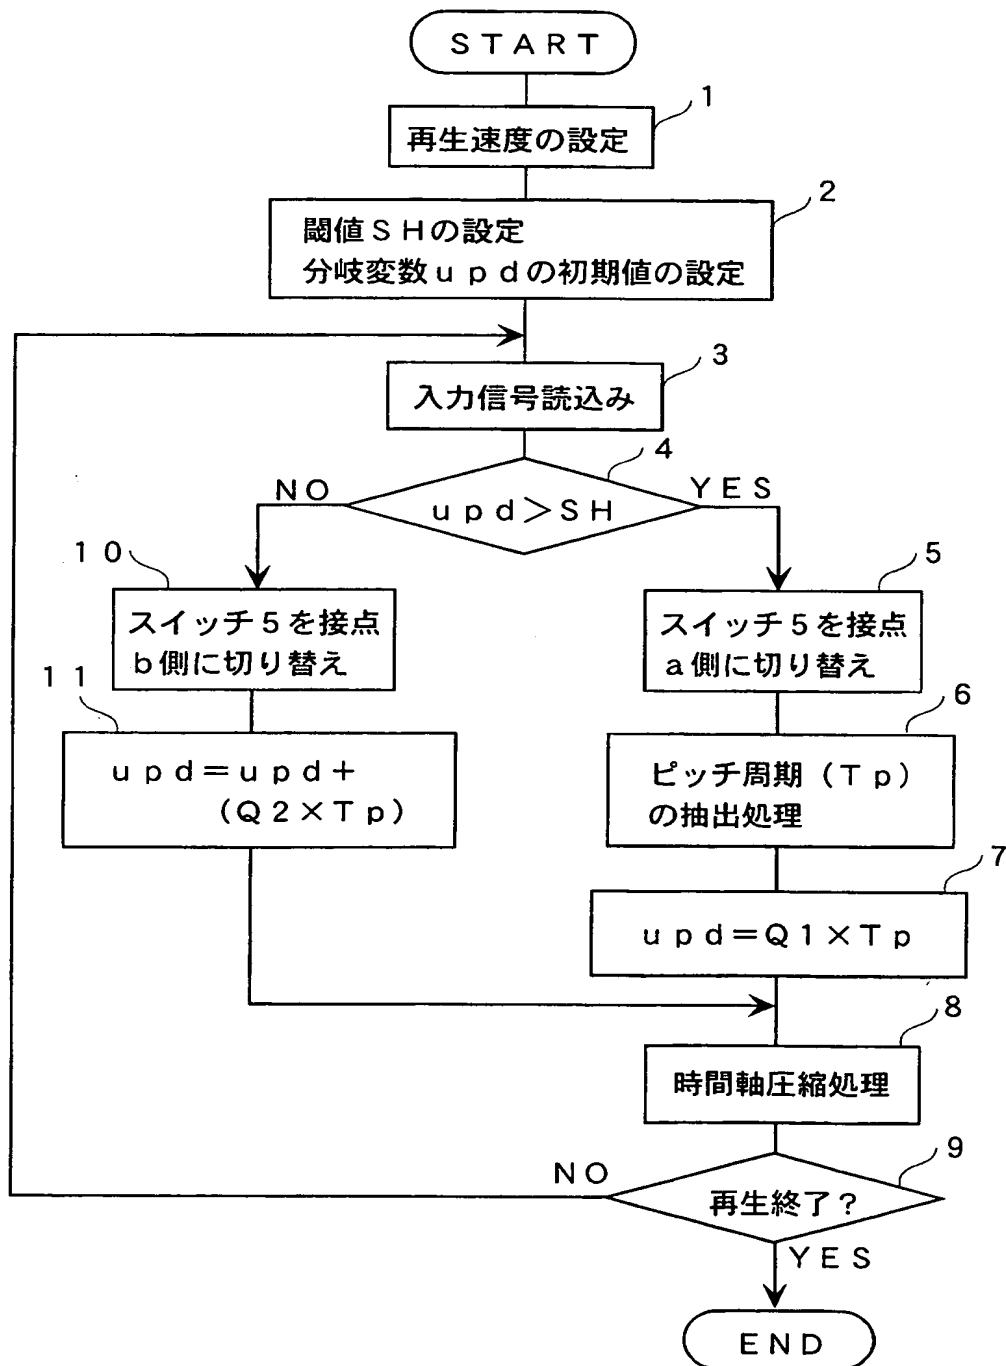 START
1
再生速度の設定
2
閾値SHの設定
分岐変数updの初期値の設定
3
入力信号読込み
4
NO
YES
upd>SH
10
スイッチ5を接点
b側に切り替え
5
スイッチ5を接点
a側に切り替え
11
upd=upd+
(Q2×Tp)
6
ピッチ周期(Tp)
の抽出処理
7
upd=Q1×Tp
8
時間軸圧縮処理
9
NO
再生終了?
YES
END